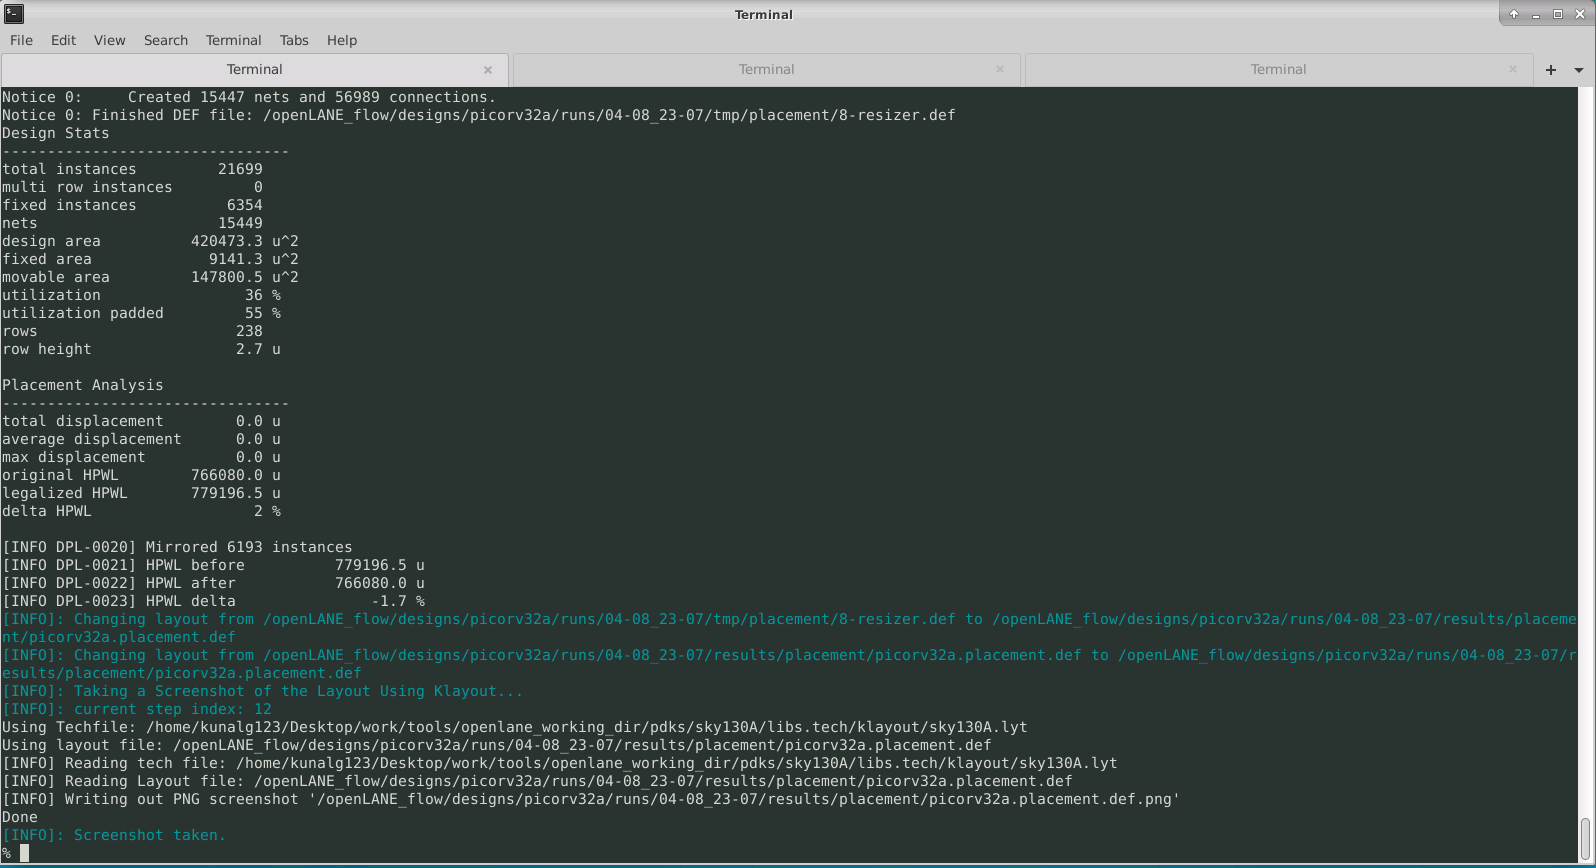 Terminal
File Edit View Search Terminal Tabs Help
Terminal
Terminal
Terminal
Notice 0:     Created 15447 nets and 56989 connections.
Notice 0: Finished DEF file: /openLANE_flow/designs/picorv32a/runs/04-08_23-07/tmp/placement/8-resizer.def
Design Stats
--------------------------------
total instances         21699
multi row instances         0
fixed instances          6354
nets                    15449
design area          420473.3 u^2
fixed area             9141.3 u^2
movable area         147800.5 u^2
utilization                36 %
utilization padded         55 %
rows                      238
row height                2.7 u
Placement Analysis
--------------------------------
total displacement        0.0 u
average displacement      0.0 u
max displacement          0.0 u
original HPWL        766080.0 u
legalized HPWL       779196.5 u
delta HPWL                  2 %
[INFO DPL-0020] Mirrored 6193 instances
[INFO DPL-0021] HPWL before          779196.5 u
[INFO DPL-0022] HPWL after           766080.0 u
[INFO DPL-0023] HPWL delta               -1.7 %
[INFO]: Changing layout from /openLANE_flow/designs/picorv32a/runs/04-08_23-07/tmp/placement/8-resizer.def to /openLANE_flow/designs/picorv32a/runs/04-08_23-07/results/placeme
nt/picorv32a.placement.def
[INFO]: Changing layout from /openLANE_flow/designs/picorv32a/runs/04-08_23-07/results/placement/picorv32a.placement.def to /openLANE_flow/designs/picorv32a/runs/04-08_23-07/r
esults/placement/picorv32a.placement.def
[INFO]: Taking a Screenshot of the Layout Using Klayout...
[INFO]: current step index: 12
Using Techfile: /home/kunalg123/Desktop/work/tools/openlane_working_dir/pdks/sky130A/libs.tech/klayout/sky130A.lyt
Using layout file: /openLANE_flow/designs/picorv32a/runs/04-08_23-07/results/placement/picorv32a.placement.def
[INFO] Reading tech file: /home/kunalg123/Desktop/work/tools/openlane_working_dir/pdks/sky130A/libs.tech/klayout/sky130A.lyt
[INFO] Reading Layout file: /openLANE_flow/designs/picorv32a/runs/04-08_23-07/results/placement/picorv32a.placement.def
[INFO] Writing out PNG screenshot '/openLANE_flow/designs/picorv32a/runs/04-08_23-07/results/placement/picorv32a.placement.def.png'
Done
[INFO]: Screenshot taken.
%